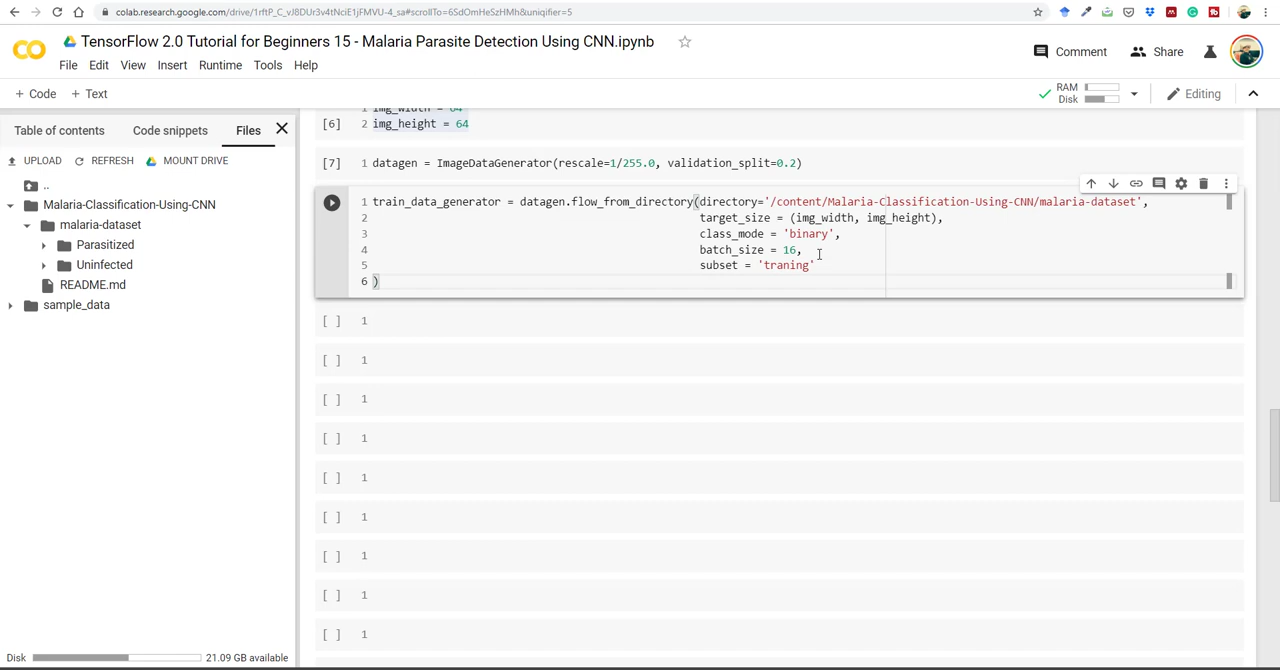 colab.research.google.com/drive/1rftP_C_vJ8DUr3v4tNciE1jFMVU-4_sa#scrollTo=6SdOmHeSzHMh&uniqifier=5
TensorFlow 2.0 Tutorial for Beginners 15 - Malaria Parasite Detection Using CNN.ipynb
Comment
Share
File Edit View Insert Runtime Tools Help
+ Code + Text
RAM
Disk
Editing
Table of contents Code snippets Files
UPLOAD REFRESH MOUNT DRIVE
..
Malaria-Classification-Using-CNN
malaria-dataset
Parasitized
Uninfected
README.md
sample_data
Disk 21.09 GB available
1 img_width = 64
[6] 2 img_height = 64
[7] 1 datagen = ImageDataGenerator(rescale=1/255.0, validation_split=0.2)
1 train_data_generator = datagen.flow_from_directory(directory='/content/Malaria-Classification-Using-CNN/malaria-dataset',
2 target_size = (img_width, img_height),
3 class_mode = 'binary',
4 batch_size = 16,
5 subset = 'traning'
6 )
[ ] 1
[ ] 1
[ ] 1
[ ] 1
[ ] 1
[ ] 1
[ ] 1
[ ] 1
[ ] 1